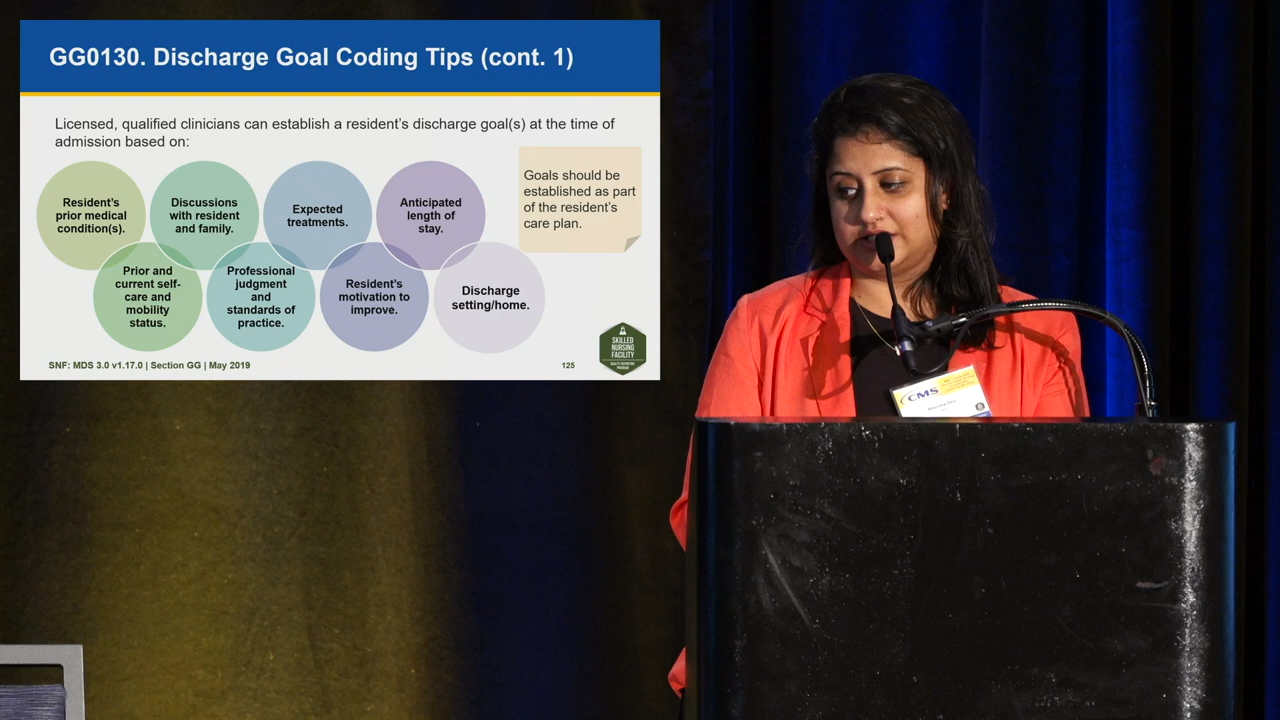 GG0130. Discharge Goal Coding Tips (cont. 1)
Licensed, qualified clinicians can establish a resident’s discharge goal(s) at the time of
admission based on:
Resident’s
prior medical
condition(s).
Discussions
with resident
and family.
Expected
treatments.
Anticipated
length of
stay.
Goals should be
established as part
of the resident’s
care plan.
Prior and
current self-
care and
mobility
status.
Professional
judgment
and
standards of
practice.
Resident’s
motivation to
improve.
Discharge
setting/home.
SKILLED
NURSING
FACILITY
QUALITY REPORTING
PROGRAM
SNF: MDS 3.0 v1.17.0 | Section GG | May 2019
125
CMS